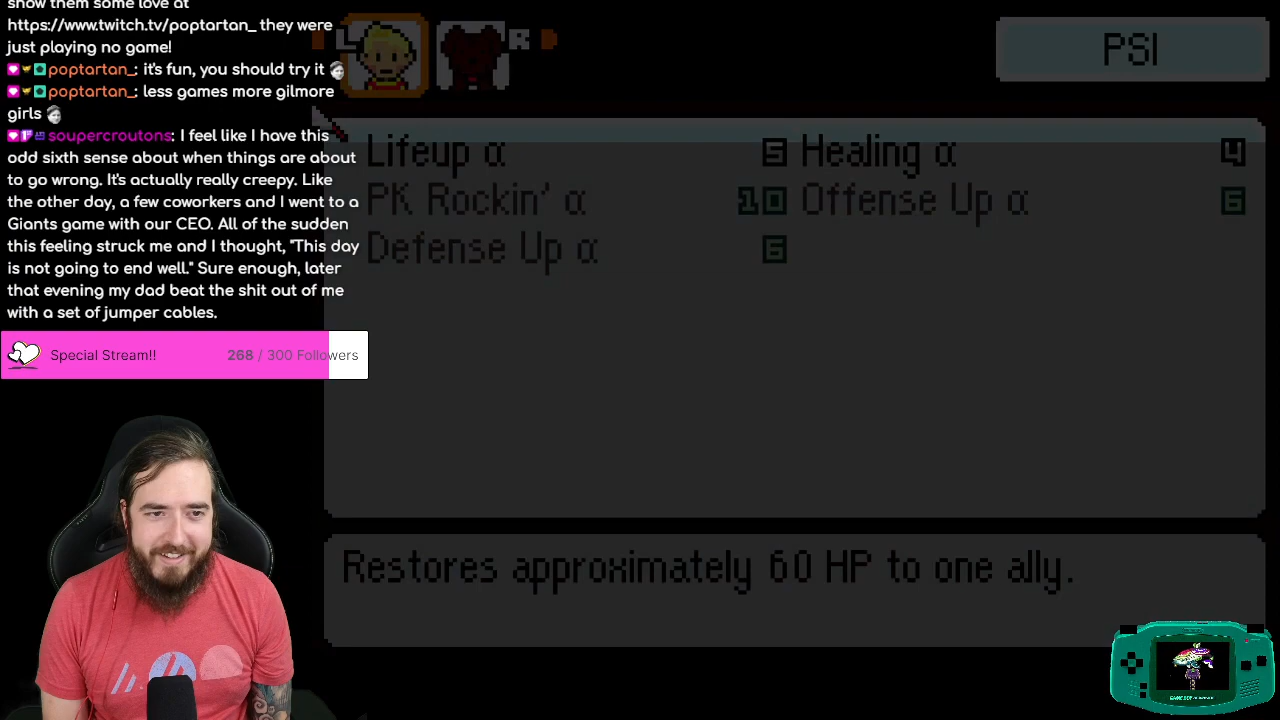 show them some love at
https://www.twitch.tv/poptartan_ they were
just playing no game!
poptartan_: it's fun, you should try it
poptartan_: less games more gilmore
girls
soupercroutons: I feel like I have this
odd sixth sense about when things are about
to go wrong. It's actually really creepy. Like
the other day, a few coworkers and I went to a
Giants game with our CEO. All of the sudden
this feeling struck me and I thought, "This day
is not going to end well." Sure enough, later
that evening my dad beat the shit out of me
with a set of jumper cables.
Special Stream!! 268 / 300 Followers
L R
PSI
Lifeup α 5 Healing α 4
PK Rockin' α 10 Offense Up α 6
Defense Up α 6
Restores approximately 60 HP to one ally.